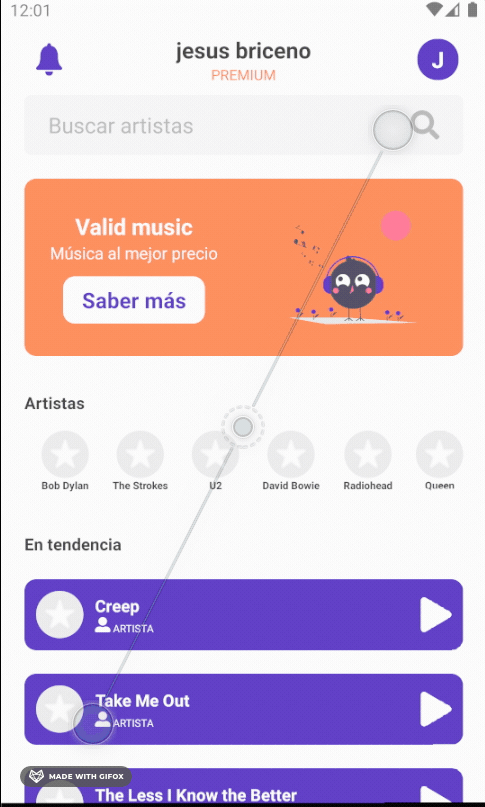 12:01
jesus briceno
PREMIUM
J
Buscar artistas
Valid music
Música al mejor precio
Saber más
Artistas
Bob Dylan The Strokes U2 David Bowie Radiohead Queen
En tendencia
Creep
ARTISTA
Take Me Out
ARTISTA
MADE WITH GIFOX
The Less I Know the Better